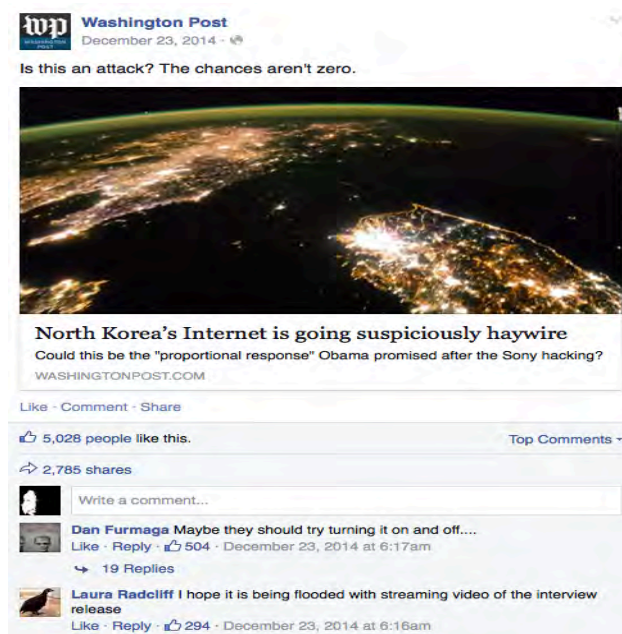 wp
WASHINGTON
POST
Washington Post
December 23, 2014 ·
Is this an attack? The chances aren't zero.
North Korea's Internet is going suspiciously haywire
Could this be the "proportional response" Obama promised after the Sony hacking?
WASHINGTONPOST.COM
Like · Comment · Share
5,028 people like this.
Top Comments
2,785 shares
Write a comment...
Dan Furmaga Maybe they should try turning it on and off....
Like · Reply · 504 · December 23, 2014 at 6:17am
19 Replies
Laura Radcliff I hope it is being flooded with streaming video of the interview
release
Like · Reply · 294 · December 23, 2014 at 6:16am